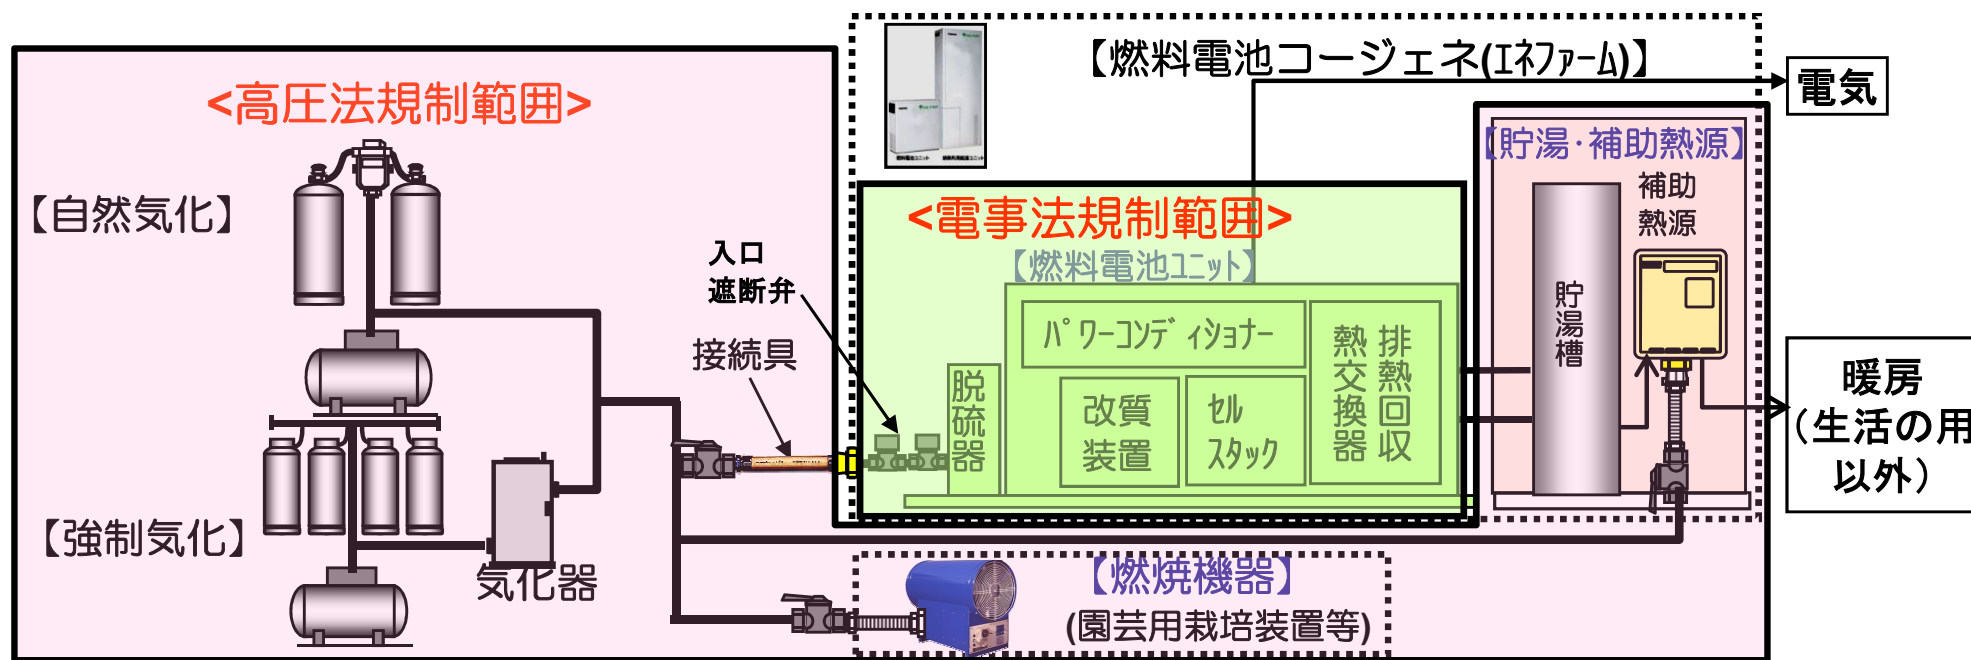 【燃料電池コージェネ(エネファーム)】
電気
<高圧法規制範囲>
【貯湯・補助熱源】
補助
熱源
【自然気化】
<電事法規制範囲>
【燃料電池ユニット】
入口
遮断弁
接続具
パワーコンディショナー
熱交換器
排熱回収
貯湯槽
脱硫器
改質
装置
セル
スタック
暖房
(生活の用
以外)
【強制気化】
気化器
【燃焼機器】
(園芸用栽培装置等)